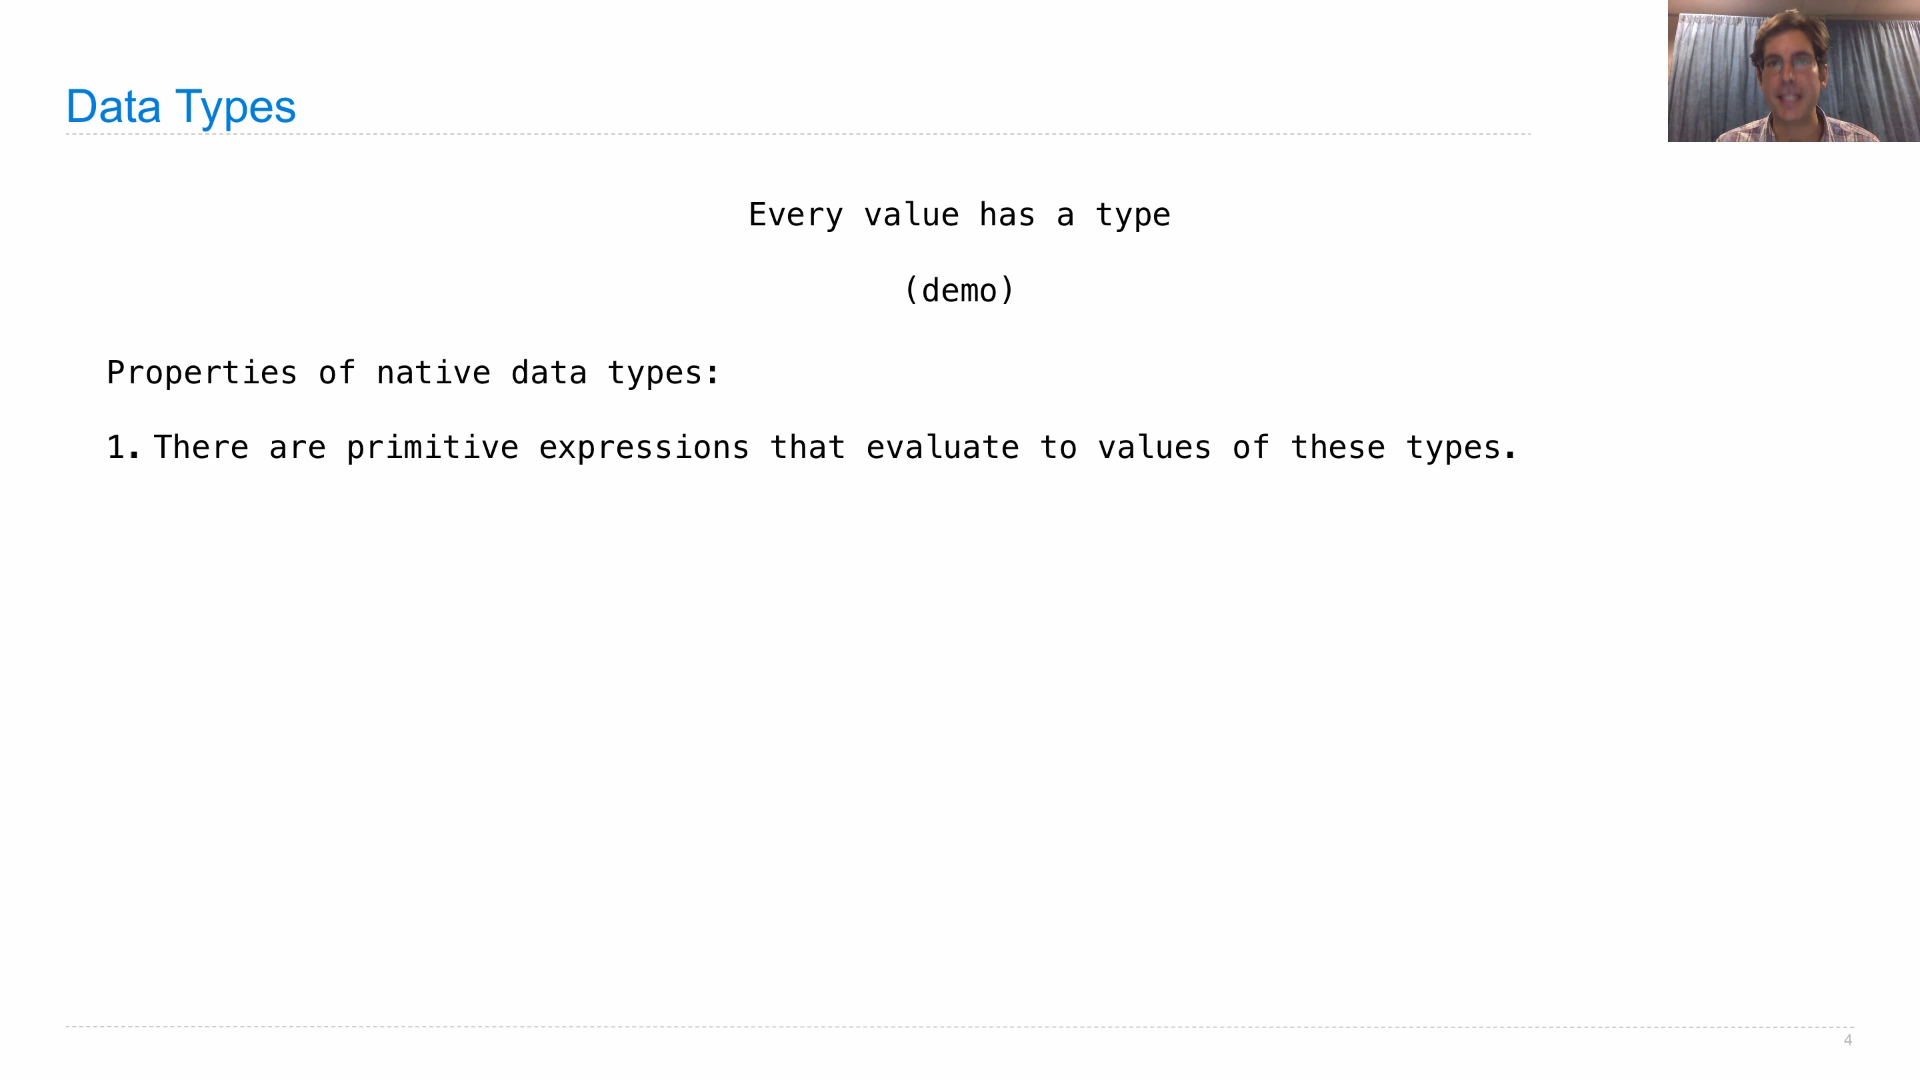 Data Types
Every value has a type
(demo)
Properties of native data types:
1. There are primitive expressions that evaluate to values of these types.
4